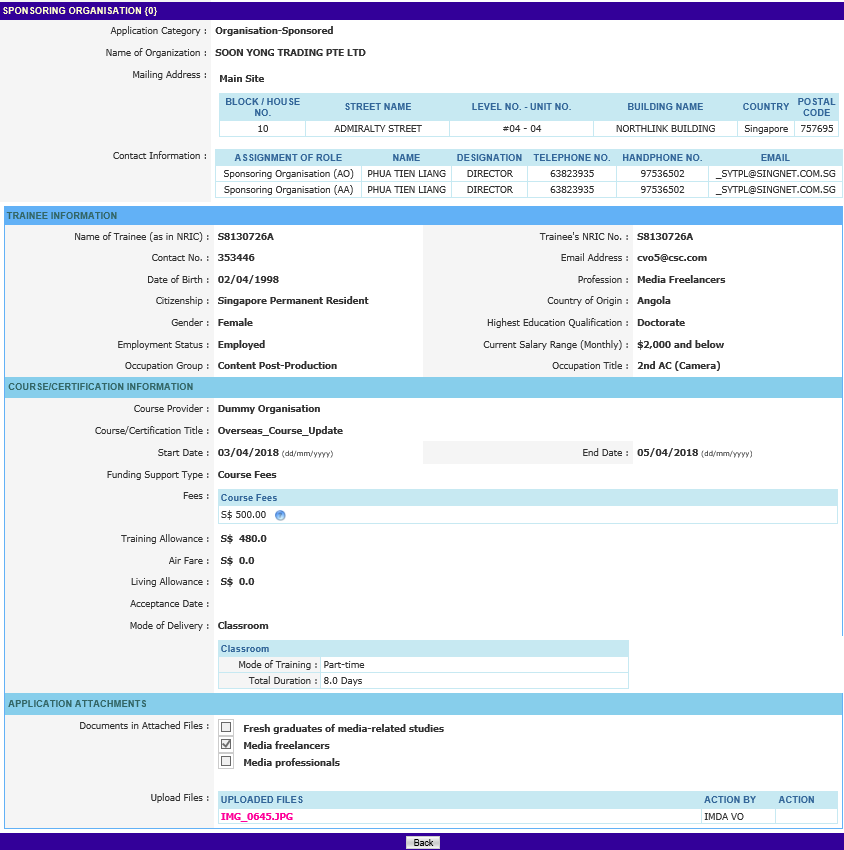 SPONSORING ORGANISATION {0}
Application Category : Organisation-Sponsored
Name of Organization : SOON YONG TRADING PTE LTD
Mailing Address : Main Site
BLOCK / HOUSE NO. STREET NAME LEVEL NO. - UNIT NO. BUILDING NAME COUNTRY POSTAL CODE
10 ADMIRALTY STREET #04 - 04 NORTHLINK BUILDING Singapore 757695
Contact Information : ASSIGNMENT OF ROLE NAME DESIGNATION TELEPHONE NO. HANDPHONE NO. EMAIL
Sponsoring Organisation (AO) PHUA TIEN LIANG DIRECTOR 63823935 97536502 _SYTPL@SINGNET.COM.SG
Sponsoring Organisation (AA) PHUA TIEN LIANG DIRECTOR 63823935 97536502 _SYTPL@SINGNET.COM.SG
TRAINEE INFORMATION
Name of Trainee (as in NRIC) : S8130726A Trainee's NRIC No. : S8130726A
Contact No. : 353446 Email Address : cvo5@csc.com
Date of Birth : 02/04/1998 Profession : Media Freelancers
Citizenship : Singapore Permanent Resident Country of Origin : Angola
Gender : Female Highest Education Qualification : Doctorate
Employment Status : Employed Current Salary Range (Monthly) : $2,000 and below
Occupation Group : Content Post-Production Occupation Title : 2nd AC (Camera)
COURSE/CERTIFICATION INFORMATION
Course Provider : Dummy Organisation
Course/Certification Title : Overseas_Course_Update
Start Date : 03/04/2018 (dd/mm/yyyy) End Date : 05/04/2018 (dd/mm/yyyy)
Funding Support Type : Course Fees
Fees : Course Fees
S$ 500.00
Training Allowance : S$ 480.0
Air Fare : S$ 0.0
Living Allowance : S$ 0.0
Acceptance Date :
Mode of Delivery : Classroom
Classroom
Mode of Training : Part-time
Total Duration : 8.0 Days
APPLICATION ATTACHMENTS
Documents in Attached Files : Fresh graduates of media-related studies
Media freelancers
Media professionals
Upload Files : UPLOADED FILES ACTION BY ACTION
IMG_0645.JPG IMDA VO
Back